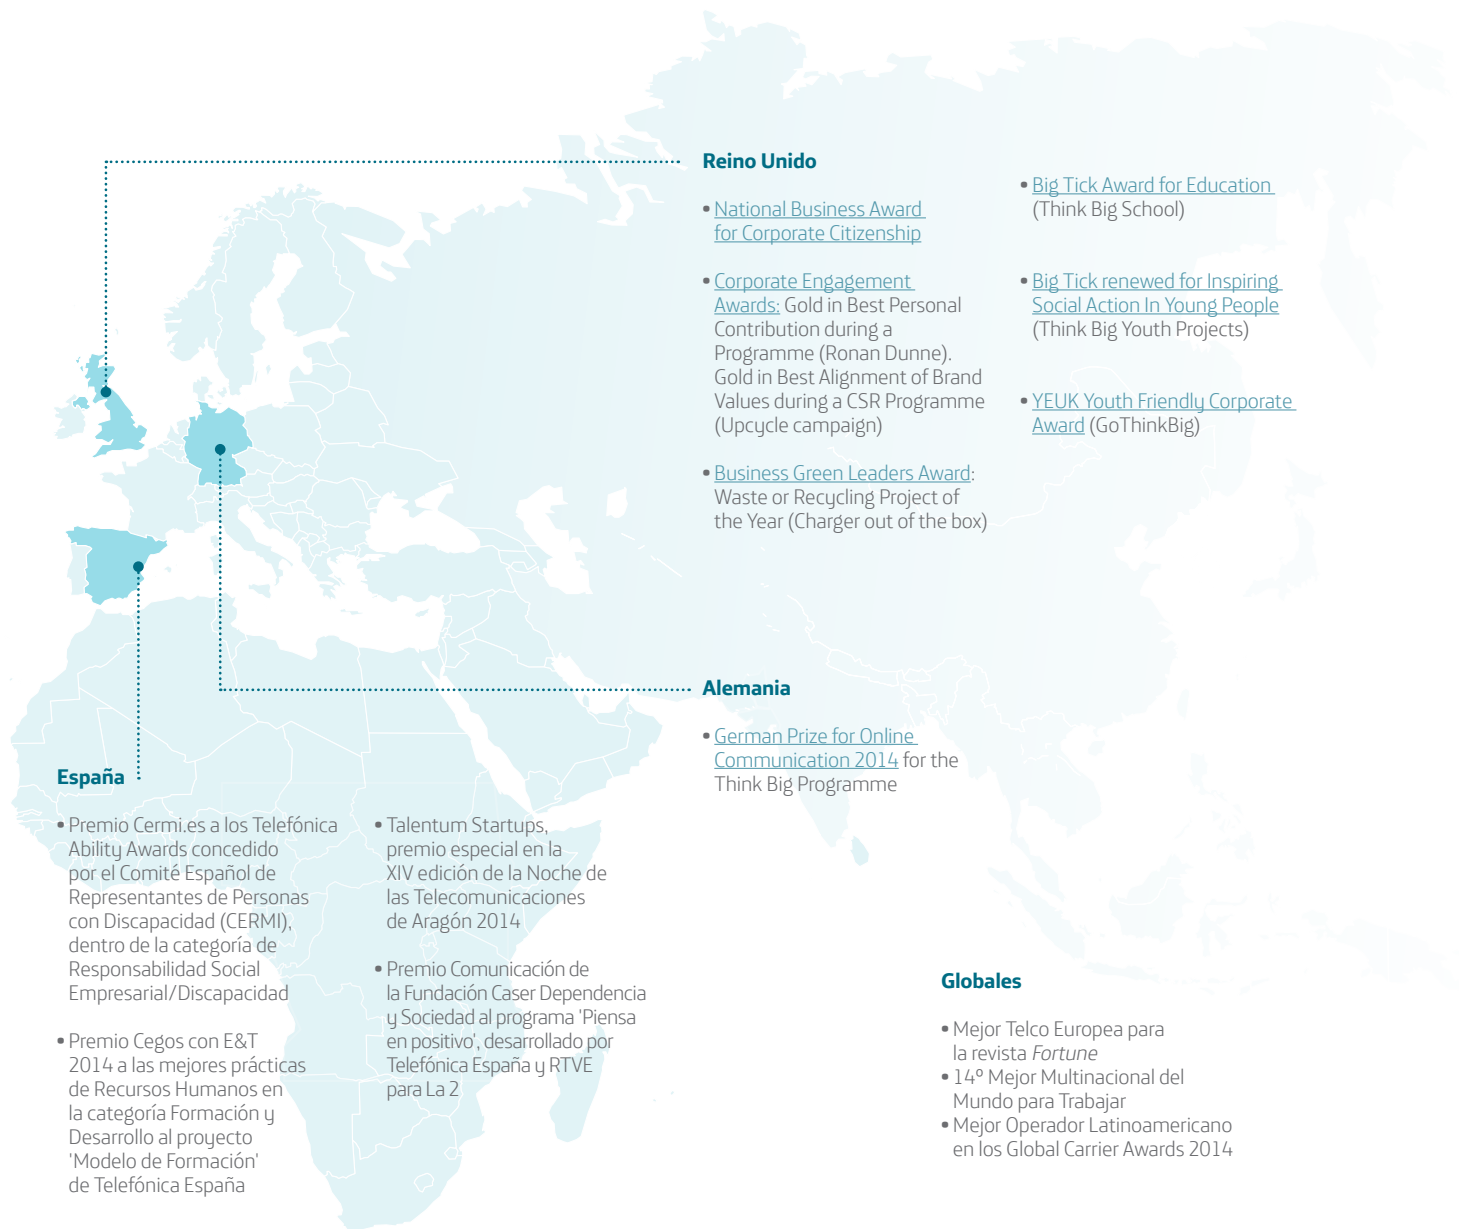 Reino Unido
• National Business Award
for Corporate Citizenship
• Corporate Engagement
Awards: Gold in Best Personal
Contribution during a
Programme (Ronan Dunne).
Gold in Best Alignment of Brand
Values during a CSR Programme
(Upcycle campaign)
• Business Green Leaders Award:
Waste or Recycling Project of
the Year (Charger out of the box)
• Big Tick Award for Education
(Think Big School)
• Big Tick renewed for Inspiring
Social Action In Young People
(Think Big Youth Projects)
• YEUK Youth Friendly Corporate
Award (GoThinkBig)
Alemania
• German Prize for Online
Communication 2014 for the
Think Big Programme
España
• Premio Cermi.es a los Telefónica
Ability Awards concedido
por el Comité Español de
Representantes de Personas
con Discapacidad (CERMI),
dentro de la categoría de
Responsabilidad Social
Empresarial/Discapacidad
• Premio Cegos con E&T
2014 a las mejores prácticas
de Recursos Humanos en
la categoría Formación y
Desarrollo al proyecto
'Modelo de Formación'
de Telefónica España
• Talentum Startups,
premio especial en la
XIV edición de la Noche de
las Telecomunicaciones
de Aragón 2014
• Premio Comunicación de
la Fundación Caser Dependencia
y Sociedad al programa 'Piensa
en positivo', desarrollado por
Telefónica España y RTVE
para La 2
Globales
• Mejor Telco Europea para
la revista Fortune
• 14º Mejor Multinacional del
Mundo para Trabajar
• Mejor Operador Latinoamericano
en los Global Carrier Awards 2014